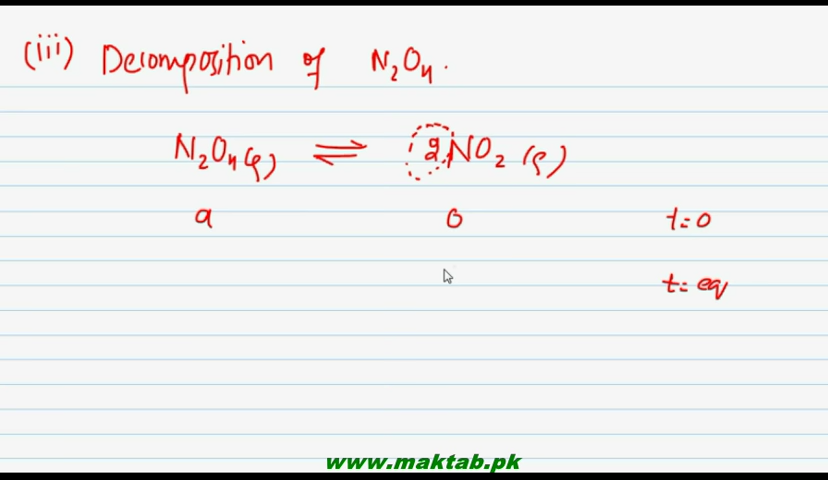 (iii) Decomposition of N₂O₄.
N₂O₄(g) ⇌ 2NO₂(g)
a 0 t=0
t=eq
www.maktab.pk